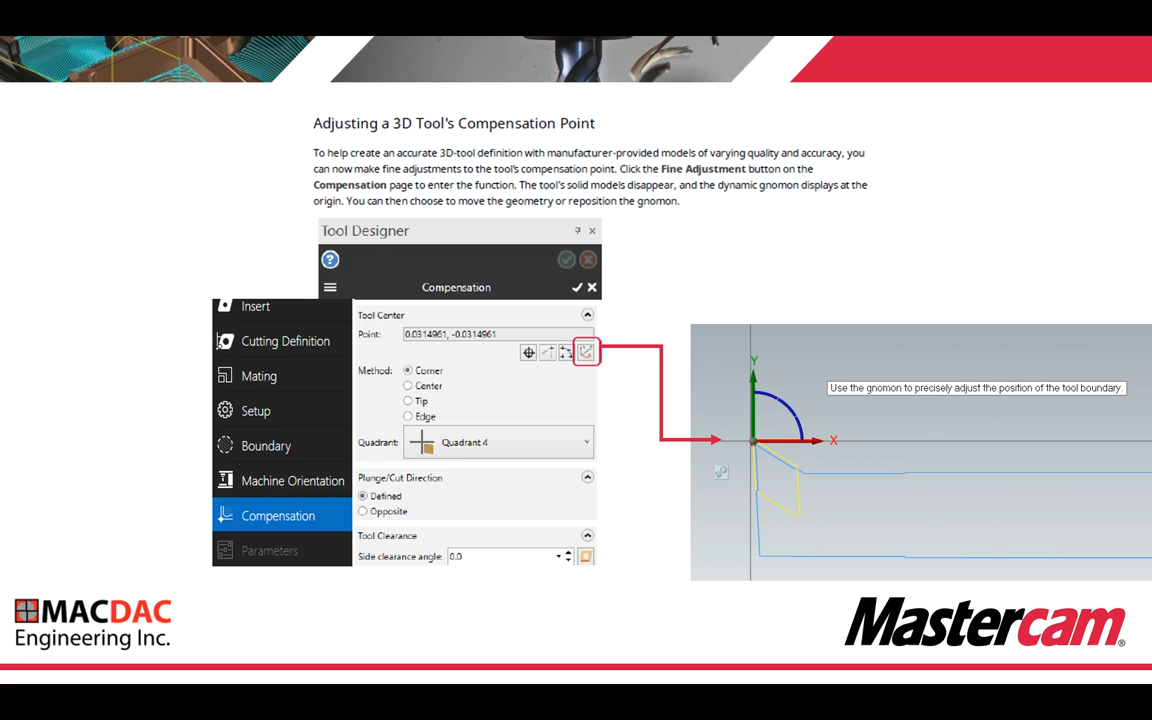 Adjusting a 3D Tool's Compensation Point
To help create an accurate 3D-tool definition with manufacturer-provided models of varying quality and accuracy, you
can now make fine adjustments to the tool's compensation point. Click the Fine Adjustment button on the
Compensation page to enter the function. The tool's solid models disappear, and the dynamic gnomon displays at the
origin. You can then choose to move the geometry or reposition the gnomon.
Tool Designer
Compensation
Insert
Cutting Definition
Mating
Setup
Boundary
Machine Orientation
Compensation
Parameters
Tool Center
Point: 0.0314961, -0.0314961
Method: Corner
Center
Tip
Edge
Quadrant: Quadrant 4
Plunge/Cut Direction
Defined
Opposite
Tool Clearance
Side clearance angle: 0.0
Y
Use the gnomon to precisely adjust the position of the tool boundary.
X
MACDAC
Engineering Inc.
Mastercam®